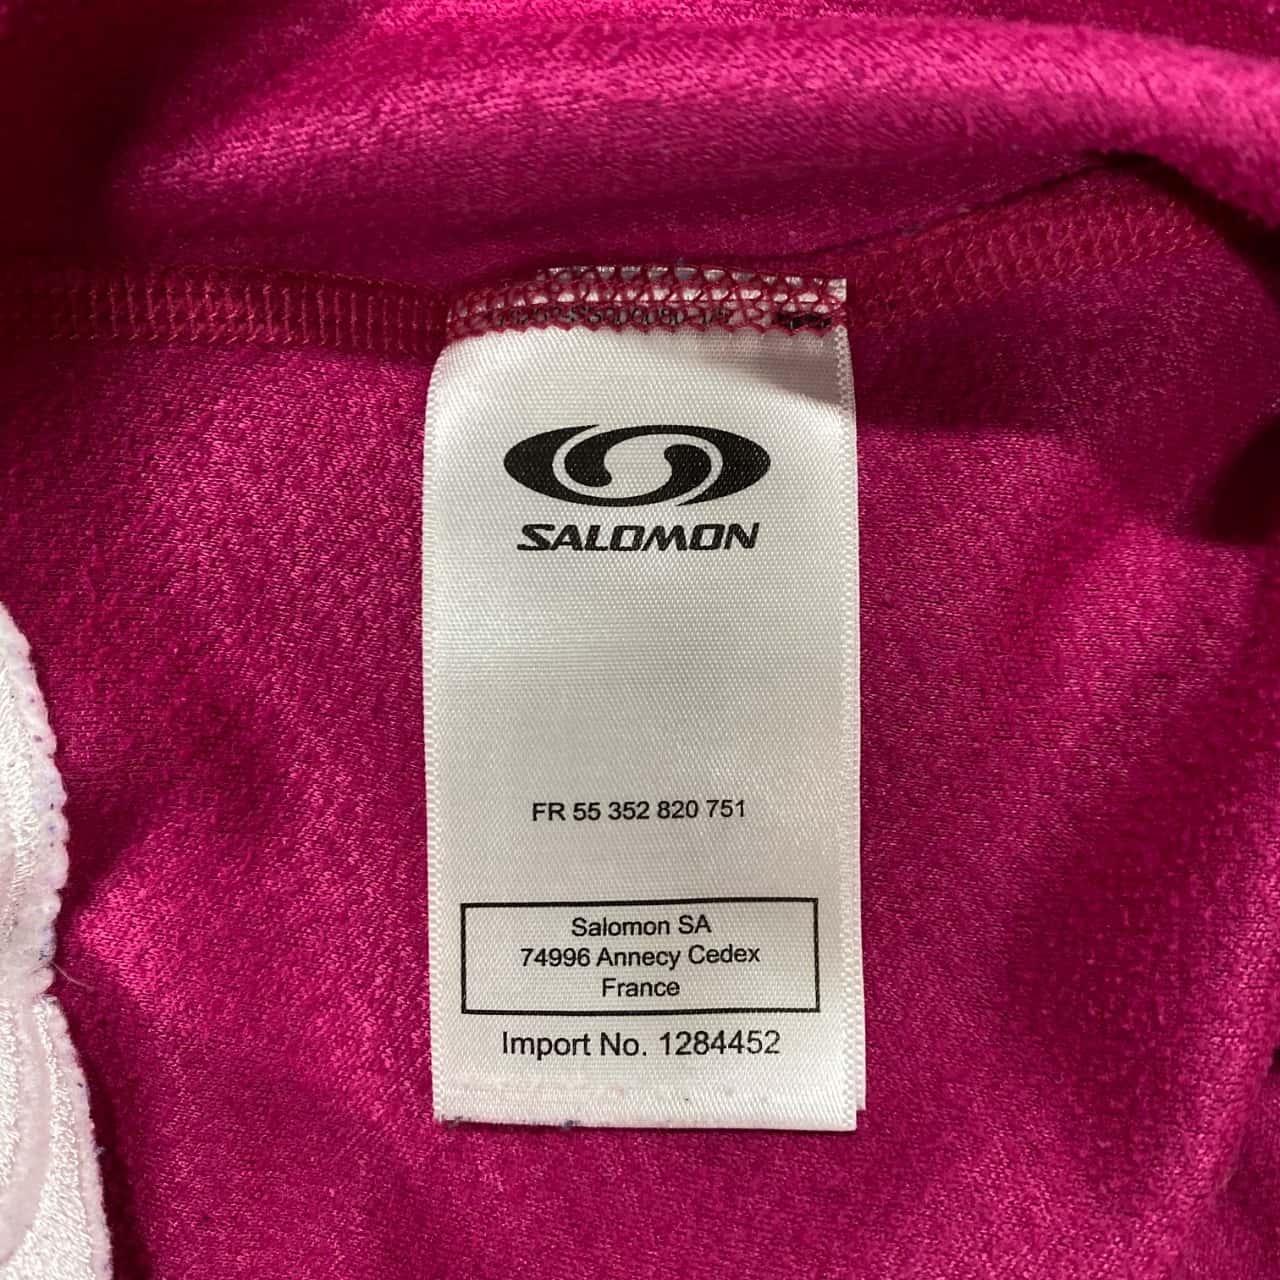 SALOMON
FR 55 352 820 751
Salomon SA
74996 Annecy Cedex
France
Import No. 1284452